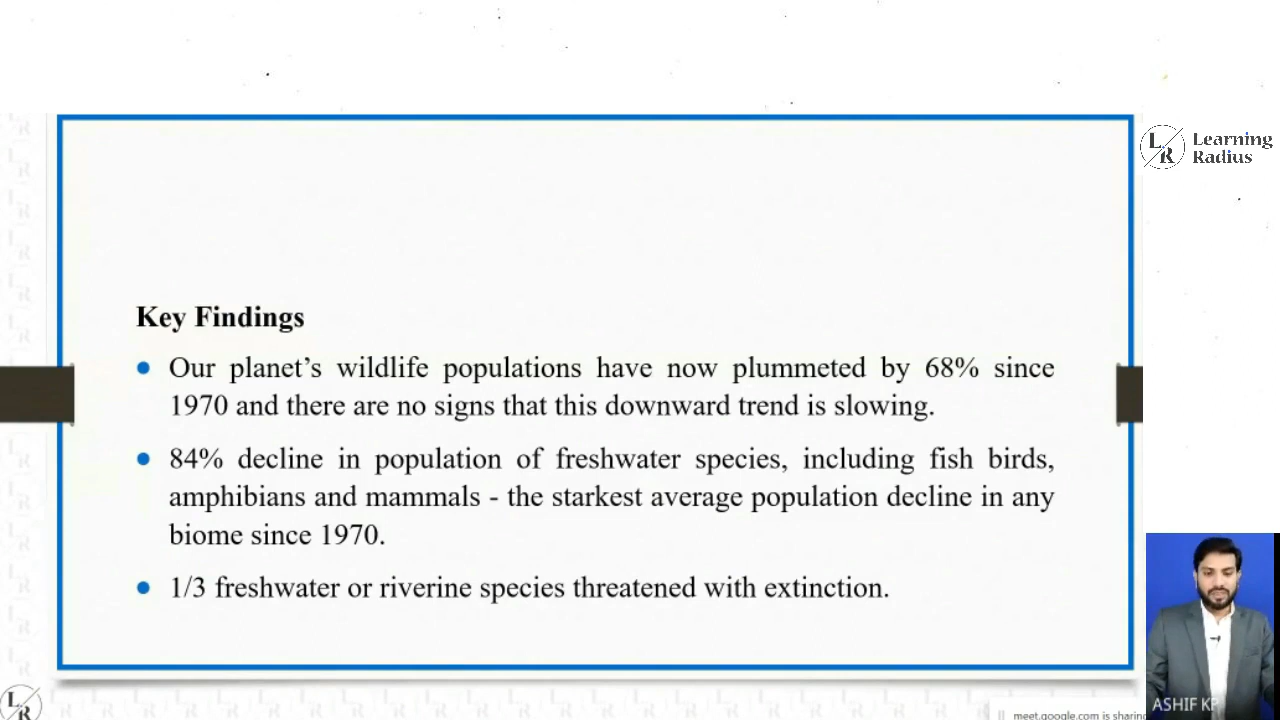 L
R
Learning
Radius
Key Findings
Our planet's wildlife populations have now plummeted by 68% since
1970 and there are no signs that this downward trend is slowing.
84% decline in population of freshwater species, including fish birds,
amphibians and mammals - the starkest average population decline in any
biome since 1970.
1/3 freshwater or riverine species threatened with extinction.
ASHIF KP
L
R
meet.google.com is sharing